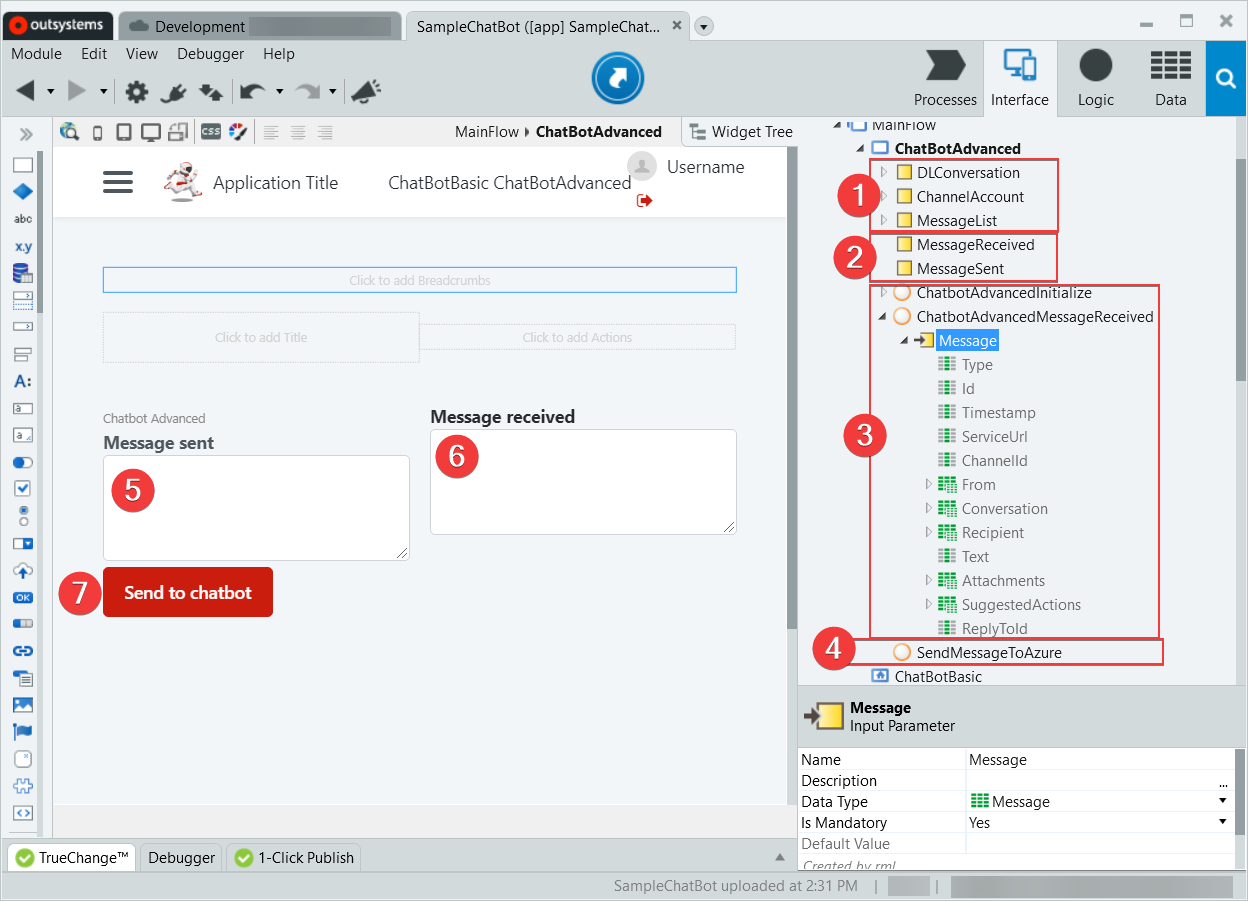 outsystems
Development
SampleChatBot ([app] SampleChat...
Module Edit View Debugger Help
Processes Interface Logic Data
CSS
MainFlow ChatBotAdvanced
Widget Tree
MainFlow
ChatBotAdvanced
Application Title
ChatBotBasic ChatBotAdvanced
Username
Click to add Breadcrumbs
Click to add Title
Click to add Actions
Chatbot Advanced
Message sent
5
Message received
6
7
Send to chatbot
abc
x.y
A:
a
a
OK
1
DLConversation
ChannelAccount
MessageList
2
MessageReceived
MessageSent
ChatbotAdvancedInitialize
ChatbotAdvancedMessageReceived
Message
3
Type
Id
Timestamp
ServiceUrl
ChannelId
From
Conversation
Recipient
Text
Attachments
SuggestedActions
ReplyToId
4
SendMessageToAzure
ChatBotBasic
Message
Input Parameter
Name Message
Description ...
Data Type Message
Is Mandatory Yes
Default Value
Created by rml
TrueChange™ Debugger 1-Click Publish
SampleChatBot uploaded at 2:31 PM | |